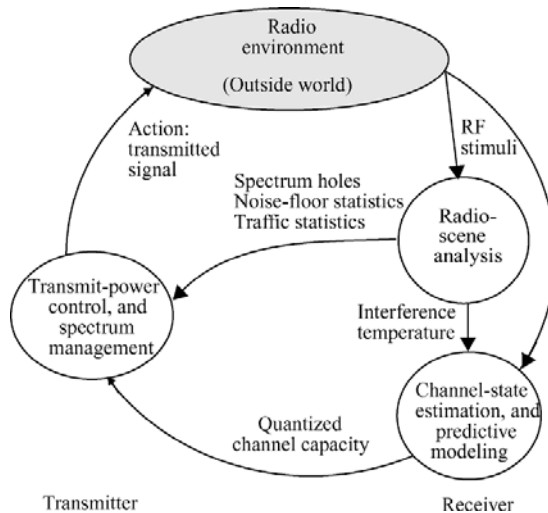 Radio
environment
(Outside world)
Action:
transmitted
signal
RF
stimuli
Spectrum holes
Noise-floor statistics
Traffic statistics
Radio-
scene
analysis
Transmit-power
control, and
spectrum
management
Interference
temperature
Channel-state
estimation, and
predictive
modeling
Quantized
channel capacity
Transmitter
Receiver